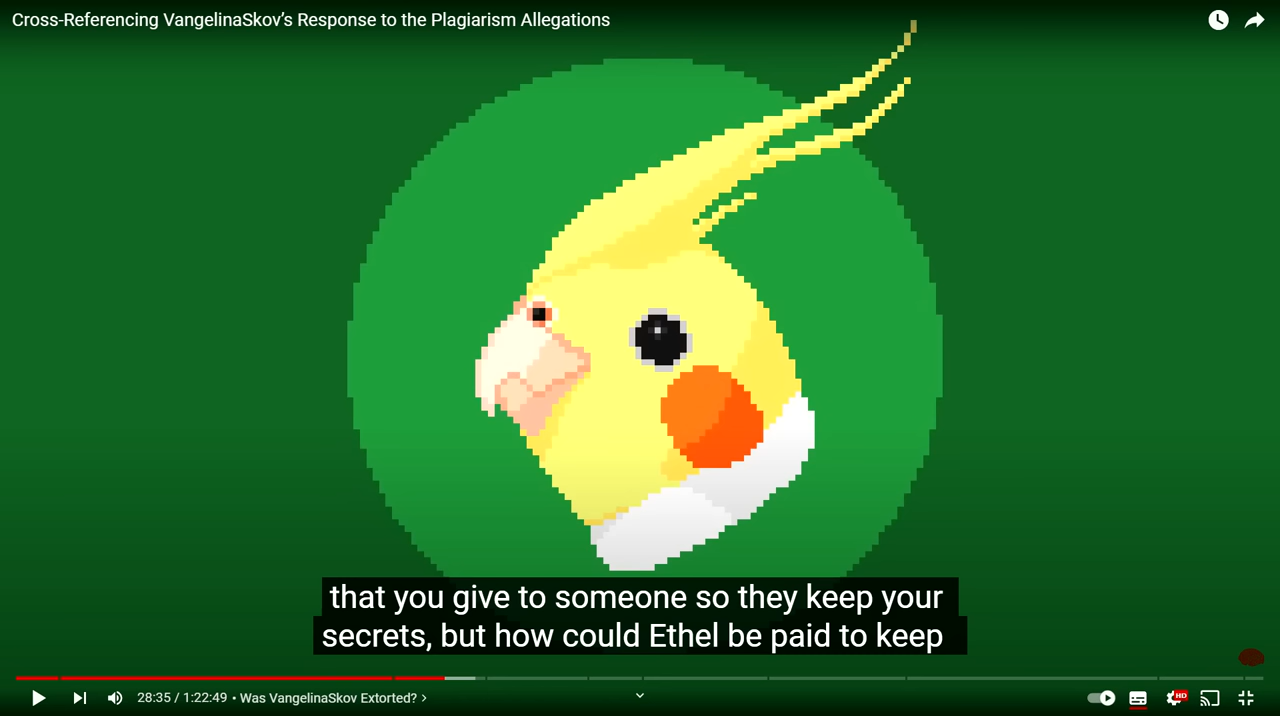 Cross-Referencing VangelinaSkov’s Response to the Plagiarism Allegations
that you give to someone so they keep your
secrets, but how could Ethel be paid to keep
28:35 / 1:22:49 • Was VangelinaSkov Extorted? ›
HD